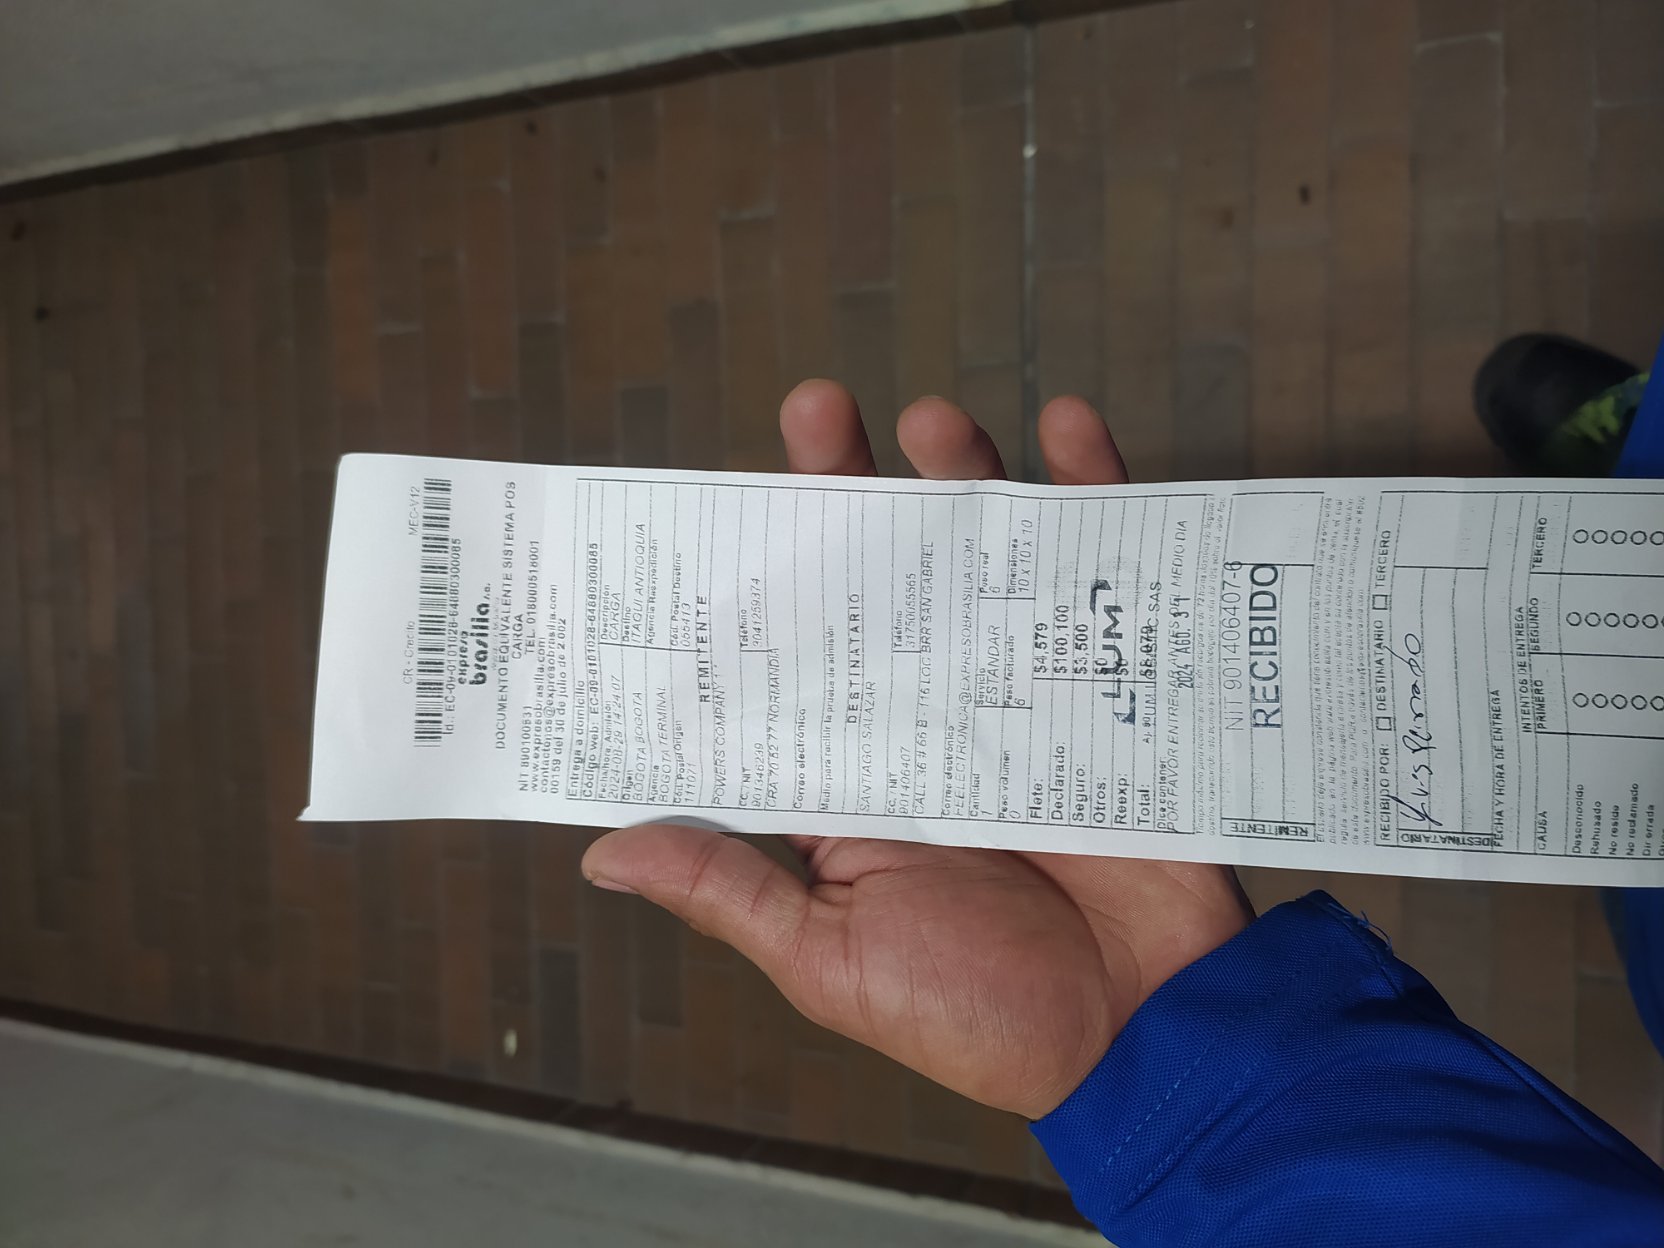 CR - Credito MEC-V12
Id.: EC-09-0101028-64880300085
expreso
brasilia s.a.
DOCUMENTO EQUIVALENTE SISTEMA POS
CARGA
NIT 890100531 TEL. 018000518001
www.expresobrasilia.com
contactenos@expresobrasilia.com
00159 del 30 de julio de 2002
Entrega a domicilio
Código web: EC-09-0101028-64880300085
Fecha/hora. Admisión Descripción
2024-08-29 14:24:07 CARGA
Origen Destino
BOGOTA BOGOTA ITAGUI ANTIOQUIA
Agencia Agencia Reexpedición
BOGOTA TERMINAL
Cód. Postal Origen Cód. Postal Destino
111071 055413
REMITENTE
POWERS COMPANY
CC / NIT Teléfono
901346299 3041259374
CRA 70 52 77 NORMANDIA
Correo electrónico
Medio para recibir la prueba de admisión
DESTINATARIO
SANTIAGO SALAZAR
CC. / NIT Teléfono
901406407 3175055565
CALL 36 # 66 B : 116 LOC BRR SAN GABRIEL
Correo electrónico
FEELECTRONICA@EXPRESOBRASILIA.COM
Cantidad Servicio Peso real
1 ESTANDAR 6
Peso volumen Peso facturado Dimensiones
0 6 10 X 10 X 10
Flete: $4,579
Declarado: $100,100
Seguro: $3,500
Otros: $0
Reexp: $0
Total: $8,079
Dice contener:
POR FAVOR ENTREGAR ANTES DEL MEDIO DIA
SAS
2024
NIT 901406407-6
RECIBIDO
REMITENTE
RECIBIDO POR: DESTINATARIO TERCERO
DESTINATARIO
FECHA Y HORA DE ENTREGA
INTENTOS DE ENTREGA
CAUSA PRIMERO SEGUNDO TERCERO
Desconocido
Rehusado
No reside
No reclamado
Dir errada